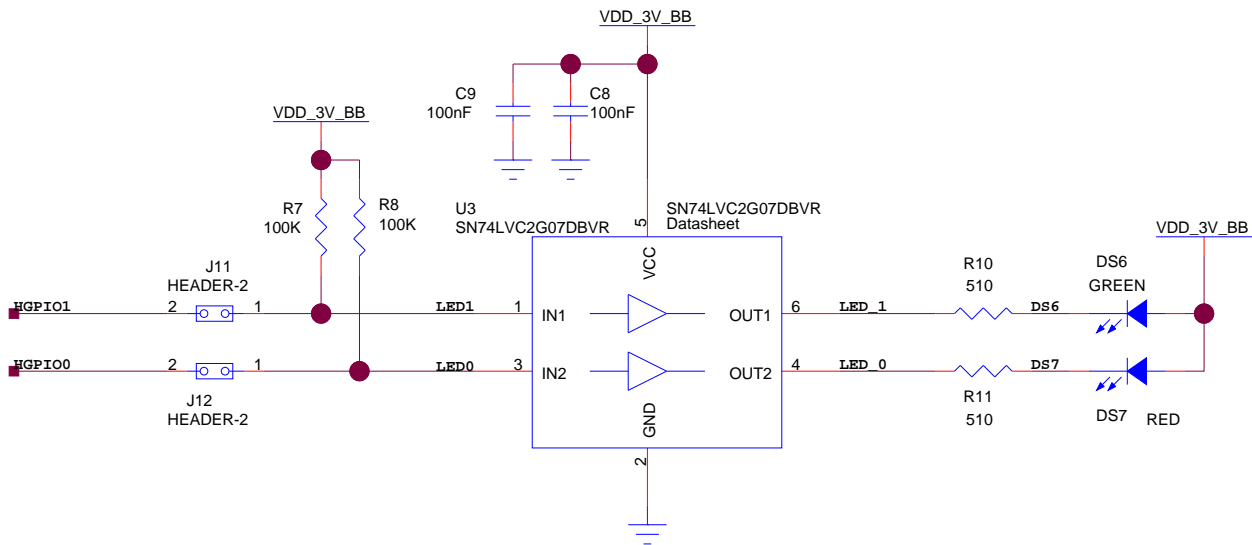 VDD_3V_BB
C9
100nF
C8
100nF
VDD_3V_BB
R7
100K
R8
100K
U3
SN74LVC2G07DBVR
SN74LVC2G07DBVR
Datasheet
5
VCC
VDD_3V_BB
J11
HEADER-2
R10
510
DS6
GREEN
HGPIO1
2
1
LED1
1
IN1
OUT1
6
LED_1
DS6
HGPIO0
2
1
LED0
3
IN2
OUT2
4
LED_0
DS7
J12
HEADER-2
R11
510
DS7
RED
GND
2